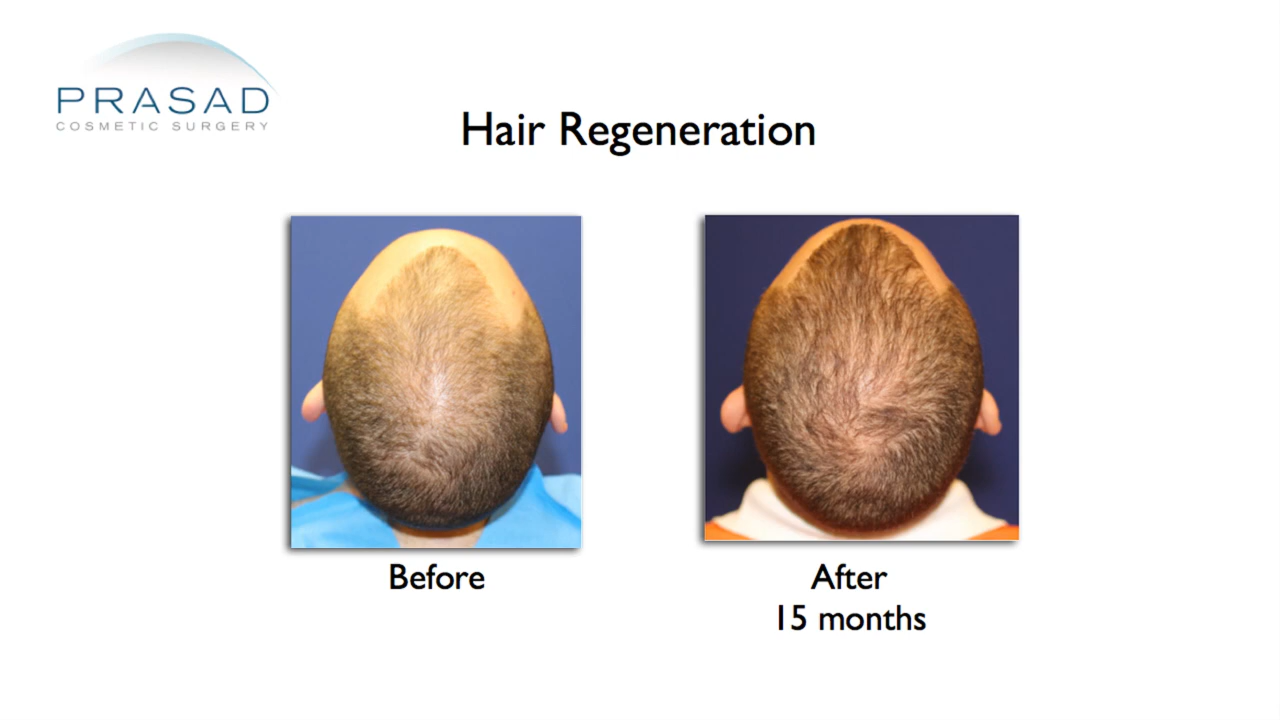 PRASAD
COSMETIC SURGERY
Hair Regeneration
Before
After
15 months